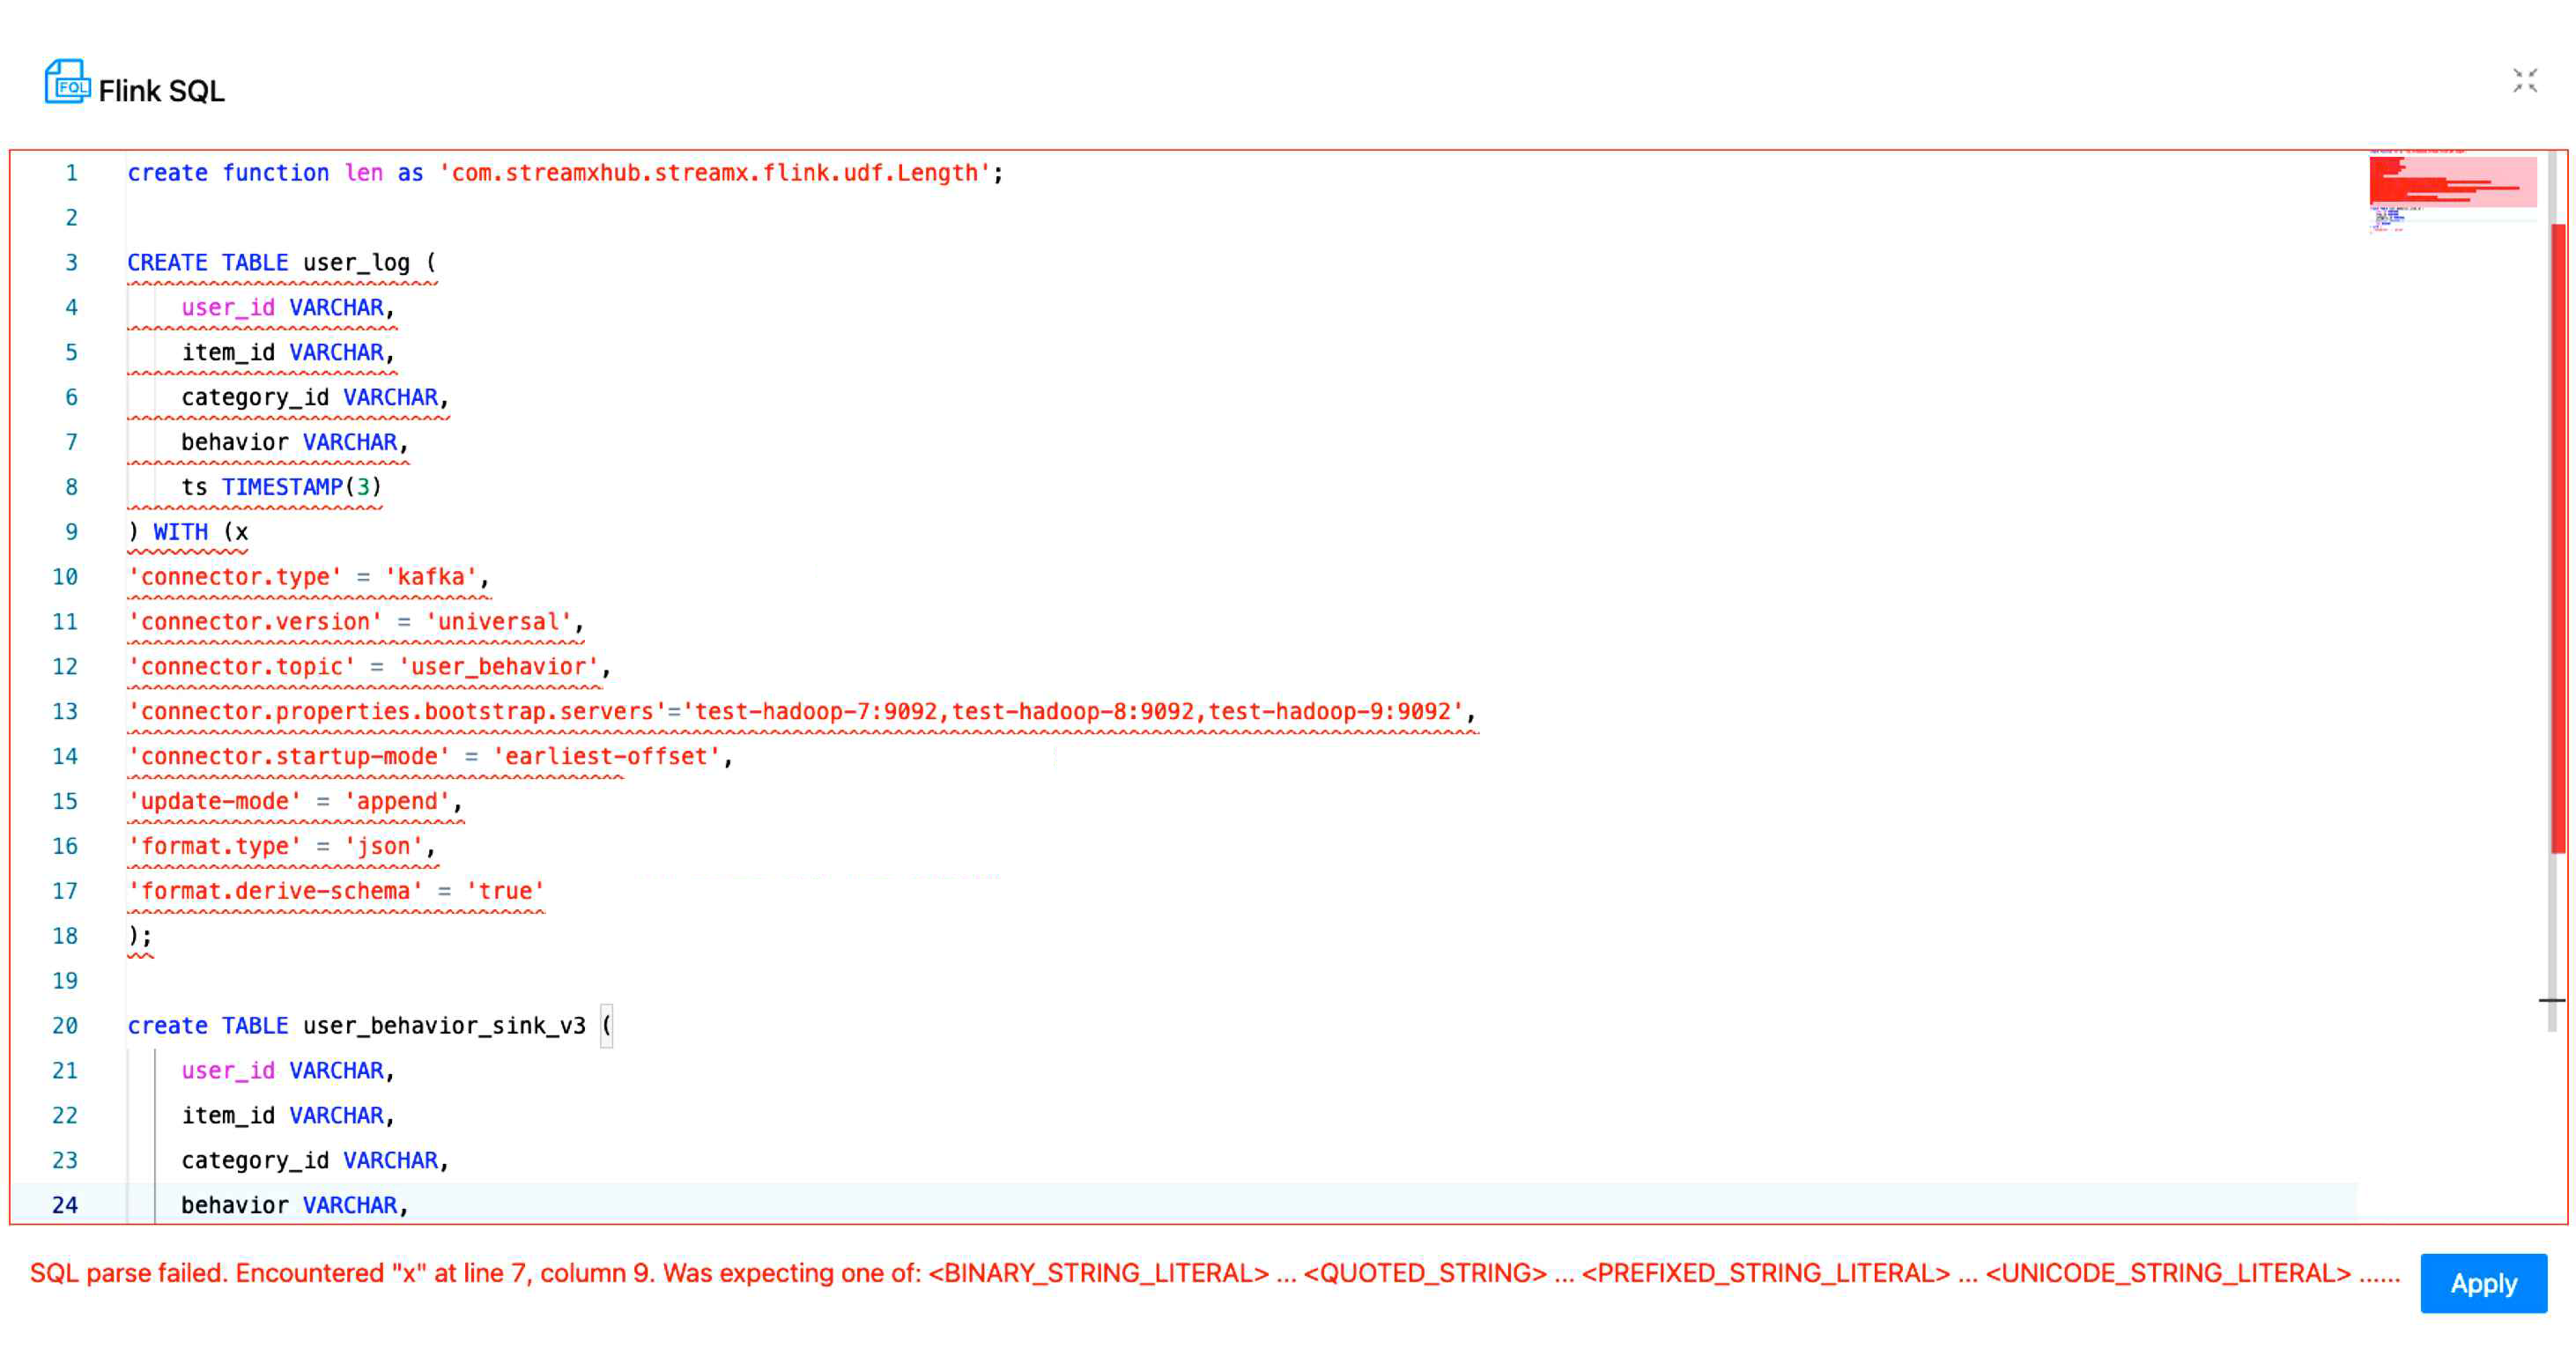 FQL Flink SQL
1 create function len as 'com.streamxhub.streamx.flink.udf.Length';
2
3 CREATE TABLE user_log (
4 user_id VARCHAR,
5 item_id VARCHAR,
6 category_id VARCHAR,
7 behavior VARCHAR,
8 ts TIMESTAMP(3)
9 ) WITH (x
10 'connector.type' = 'kafka',
11 'connector.version' = 'universal',
12 'connector.topic' = 'user_behavior',
13 'connector.properties.bootstrap.servers'='test-hadoop-7:9092,test-hadoop-8:9092,test-hadoop-9:9092',
14 'connector.startup-mode' = 'earliest-offset',
15 'update-mode' = 'append',
16 'format.type' = 'json',
17 'format.derive-schema' = 'true'
18 );
19
20 create TABLE user_behavior_sink_v3 (
21 user_id VARCHAR,
22 item_id VARCHAR,
23 category_id VARCHAR,
24 behavior VARCHAR,
SQL parse failed. Encountered "x" at line 7, column 9. Was expecting one of: <BINARY_STRING_LITERAL> ... <QUOTED_STRING> ... <PREFIXED_STRING_LITERAL> ... <UNICODE_STRING_LITERAL> ......
Apply